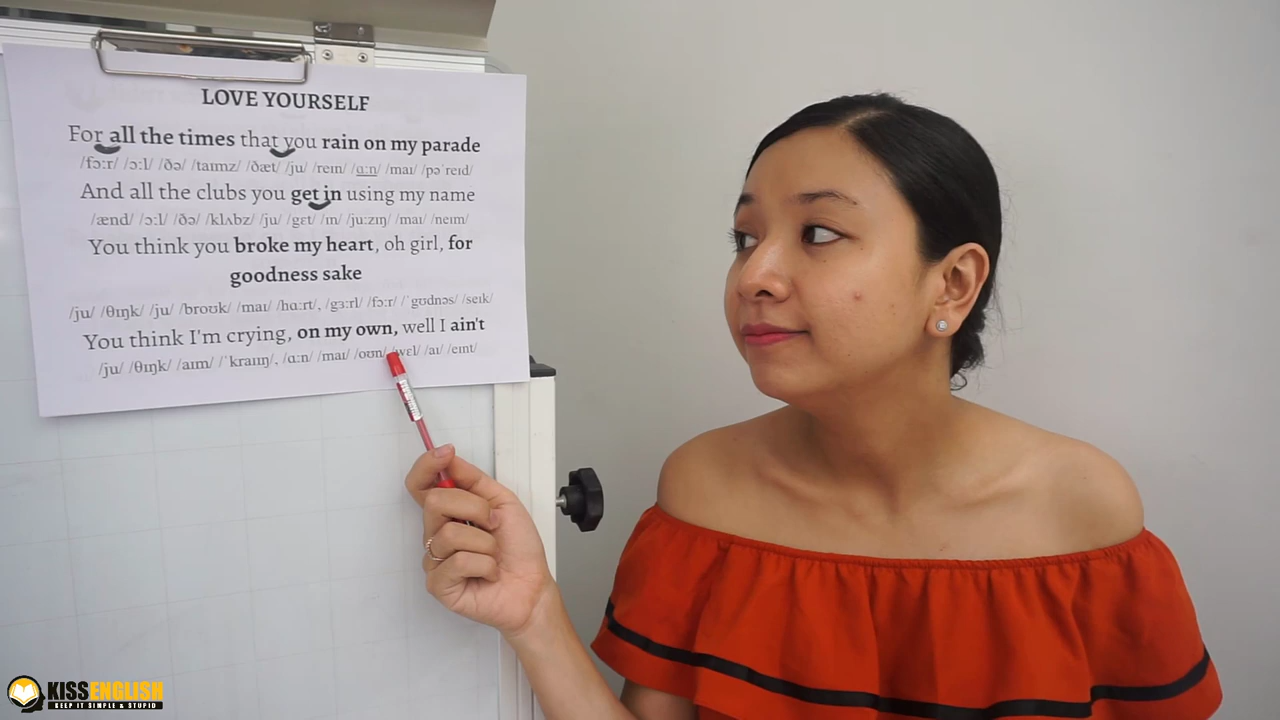 LOVE YOURSELF
For all the times that you rain on my parade
/fɔːr/ /ɔːl/ /ðə/ /taɪmz/ /ðæt/ /ju/ /reɪn/ /ɑːn/ /maɪ/ /pəˈreɪd/
And all the clubs you get in using my name
/ænd/ /ɔːl/ /ðə/ /klʌbz/ /ju/ /gɛt/ /ɪn/ /juːzɪŋ/ /maɪ/ /neɪm/
You think you broke my heart, oh girl, for
goodness sake
/ju/ /θɪŋk/ /ju/ /broʊk/ /maɪ/ /hɑːrt/, /gɜːrl/ /fɔːr/ /ˈgʊdnəs/ /seɪk/
You think I'm crying, on my own, well I ain't
/ju/ /θɪŋk/ /aɪm/ /ˈkraɪɪŋ/, /ɑːn/ /maɪ/ /oʊn/ /wɛl/ /aɪ/ /eɪnt/
KISSENGLISH
KEEP IT SIMPLE & STUPID